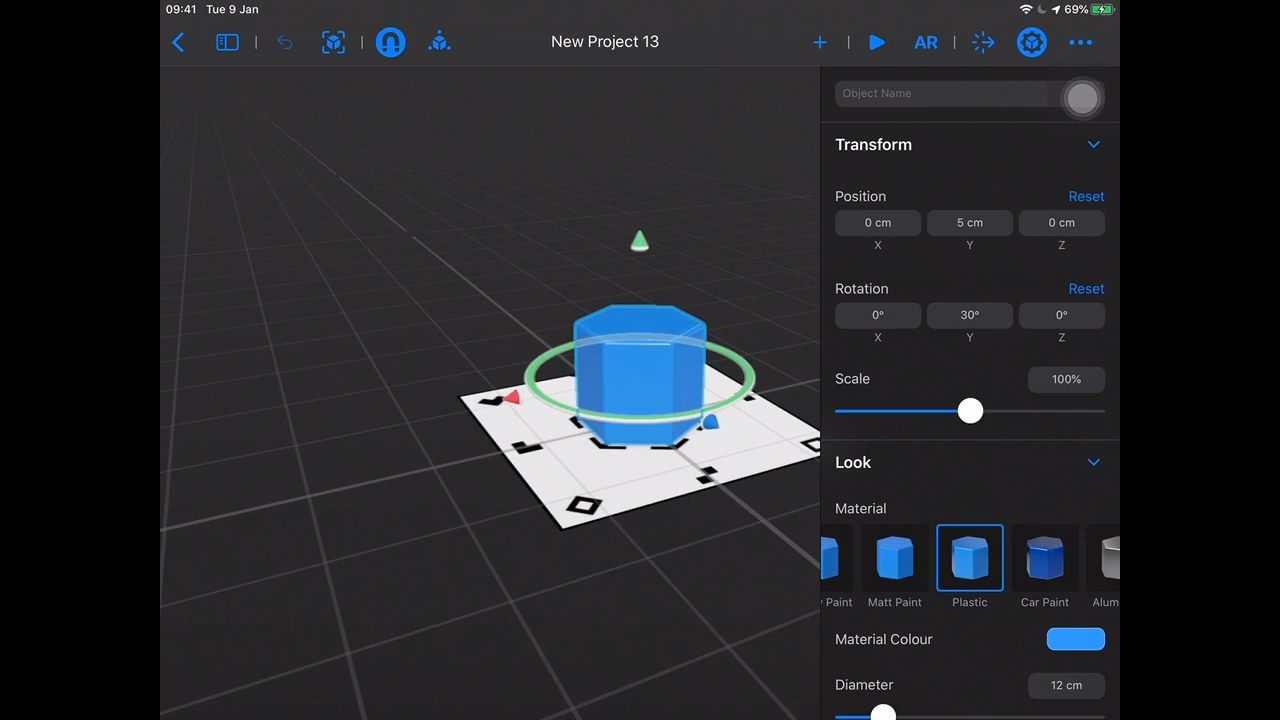 09:41 Tue 9 Jan
69%
New Project 13
AR
Object Name
Transform
Position Reset
0 cm 5 cm 0 cm
X Y Z
Rotation Reset
0° 30° 0°
X Y Z
Scale 100%
Look
Material
Paint Matt Paint Plastic Car Paint Alum
Material Colour
Diameter 12 cm